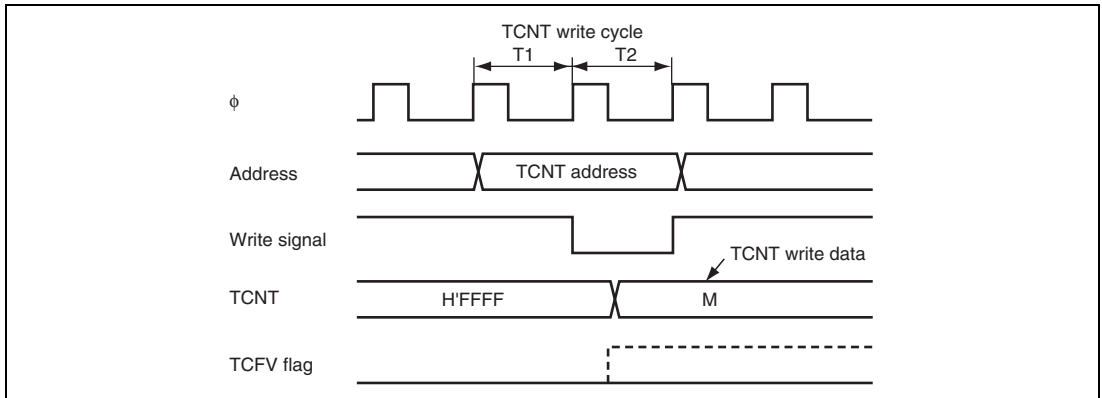 TCNT write cycle
T1 T2
ϕ
Address
TCNT address
Write signal
TCNT write data
TCNT
H'FFFF
M
TCFV flag